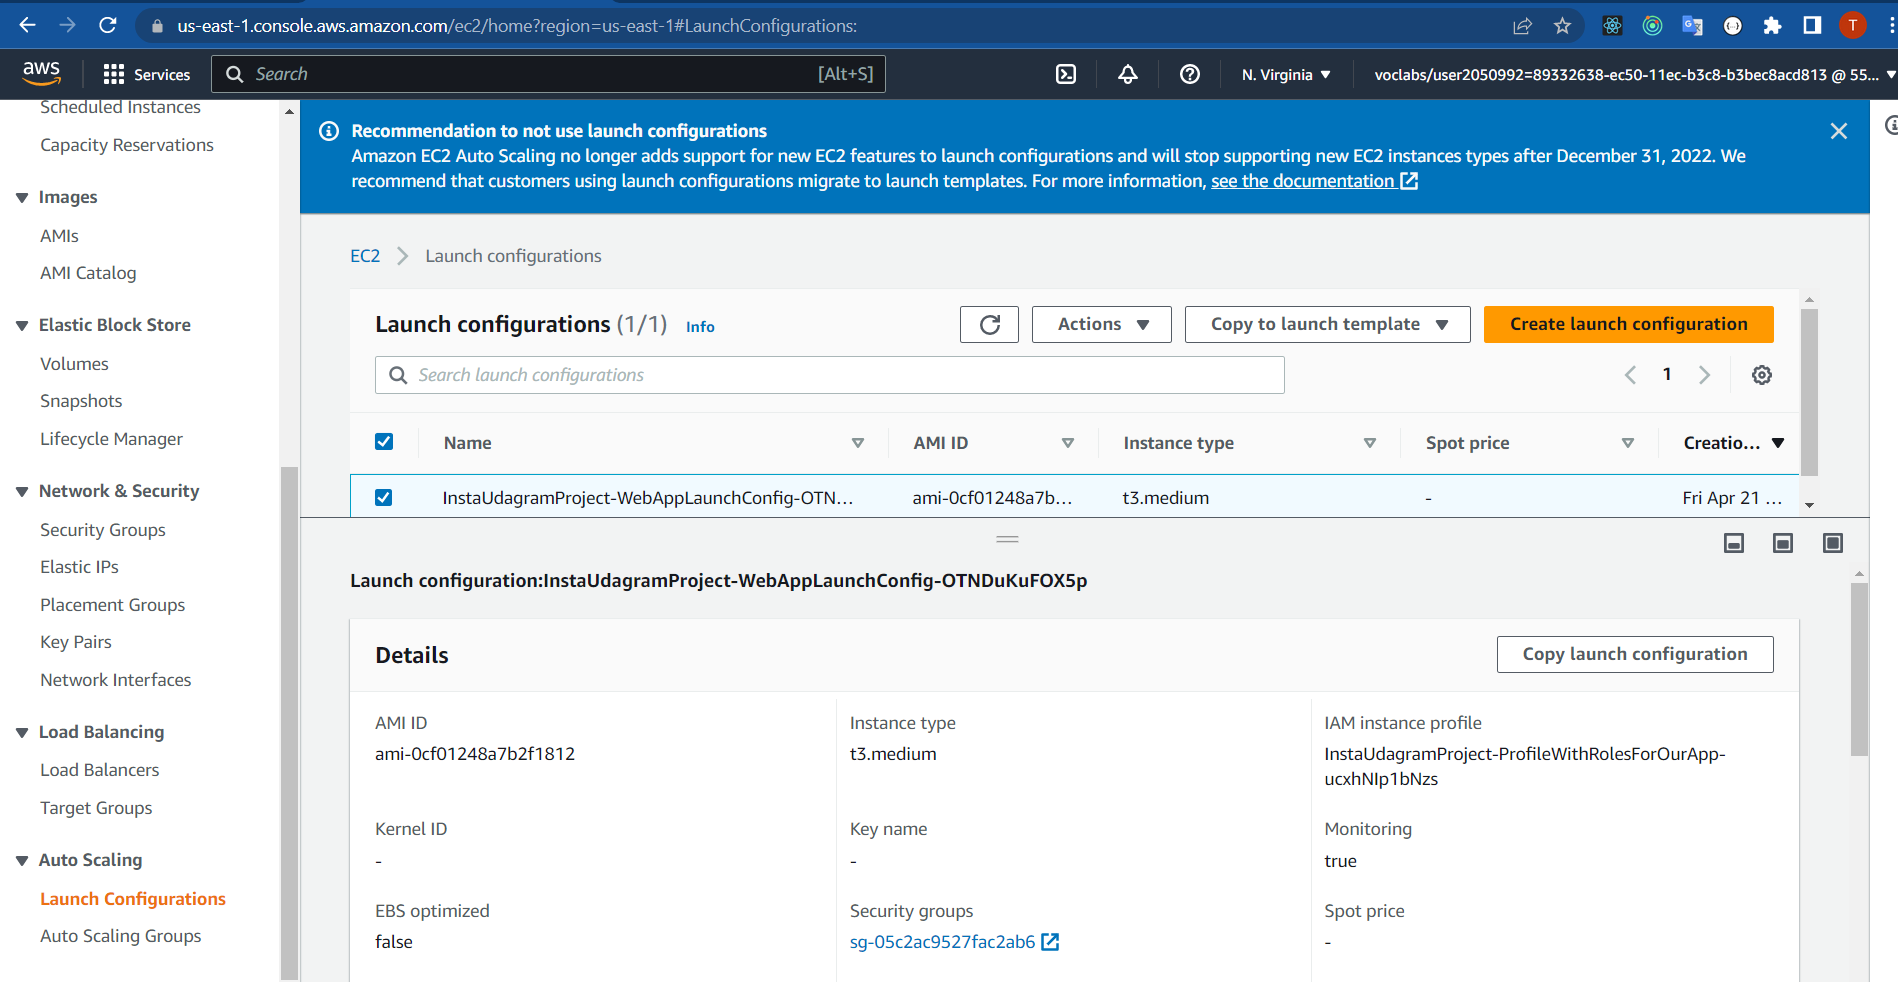 us-east-1.console.aws.amazon.com/ec2/home?region=us-east-1#LaunchConfigurations:
T
aws
Services
Search
[Alt+S]
N. Virginia
voclabs/user2050992=89332638-ec50-11ec-b3c8-b3bec8acd813 @ 55...
Scheduled Instances
Capacity Reservations
Images
AMIs
AMI Catalog
Elastic Block Store
Volumes
Snapshots
Lifecycle Manager
Network & Security
Security Groups
Elastic IPs
Placement Groups
Key Pairs
Network Interfaces
Load Balancing
Load Balancers
Target Groups
Auto Scaling
Launch Configurations
Auto Scaling Groups
Recommendation to not use launch configurations
Amazon EC2 Auto Scaling no longer adds support for new EC2 features to launch configurations and will stop supporting new EC2 instances types after December 31, 2022. We
recommend that customers using launch configurations migrate to launch templates. For more information, see the documentation
EC2
Launch configurations
Launch configurations (1/1) Info
Actions
Copy to launch template
Create launch configuration
Search launch configurations
1
Name
AMI ID
Instance type
Spot price
Creatio...
InstaUdagramProject-WebAppLaunchConfig-OTN...
ami-0cf01248a7b...
t3.medium
-
Fri Apr 21 ...
Launch configuration:InstaUdagramProject-WebAppLaunchConfig-OTNDuKuFOX5p
Details
Copy launch configuration
AMI ID
ami-0cf01248a7b2f1812
Instance type
t3.medium
IAM instance profile
InstaUdagramProject-ProfileWithRolesForOurApp-
ucxhNIp1bNzs
Kernel ID
-
Key name
-
Monitoring
true
EBS optimized
false
Security groups
sg-05c2ac9527fac2ab6
Spot price
-